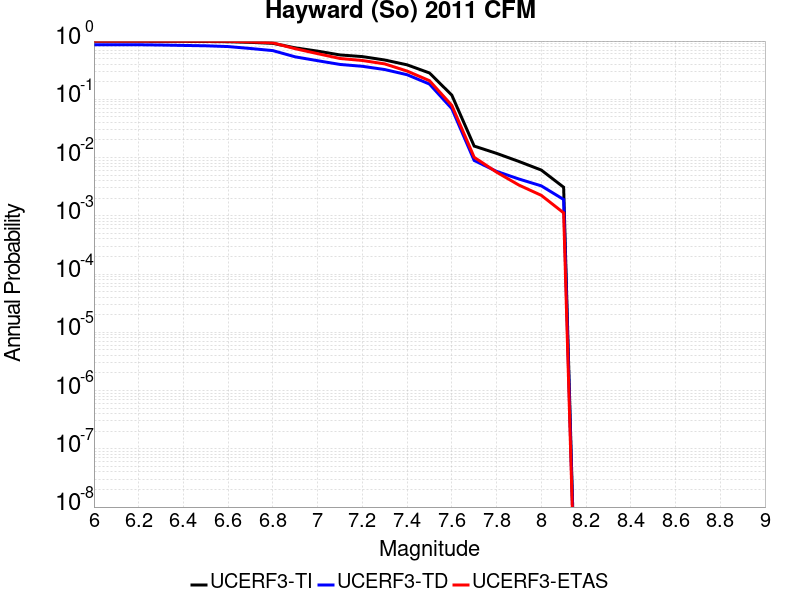 Hayward (So) 2011 CFM
Annual Probability
10^0
10^-1
10^-2
10^-3
10^-4
10^-5
10^-6
10^-7
10^-8
6 6.2 6.4 6.6 6.8 7 7.2 7.4 7.6 7.8 8 8.2 8.4 8.6 8.8 9
Magnitude
UCERF3-TI UCERF3-TD UCERF3-ETAS